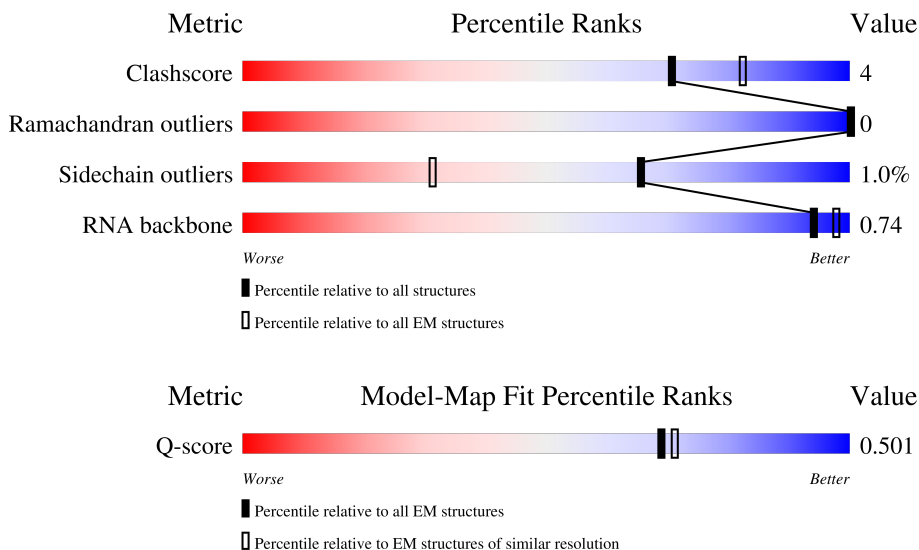 Metric Percentile Ranks Value
Clashscore 4
Ramachandran outliers 0
Sidechain outliers 1.0%
RNA backbone 0.74
Worse Better
Percentile relative to all structures
Percentile relative to all EM structures
Metric Model-Map Fit Percentile Ranks Value
Q-score 0.501
Worse Better
Percentile relative to all EM structures
Percentile relative to EM structures of similar resolution